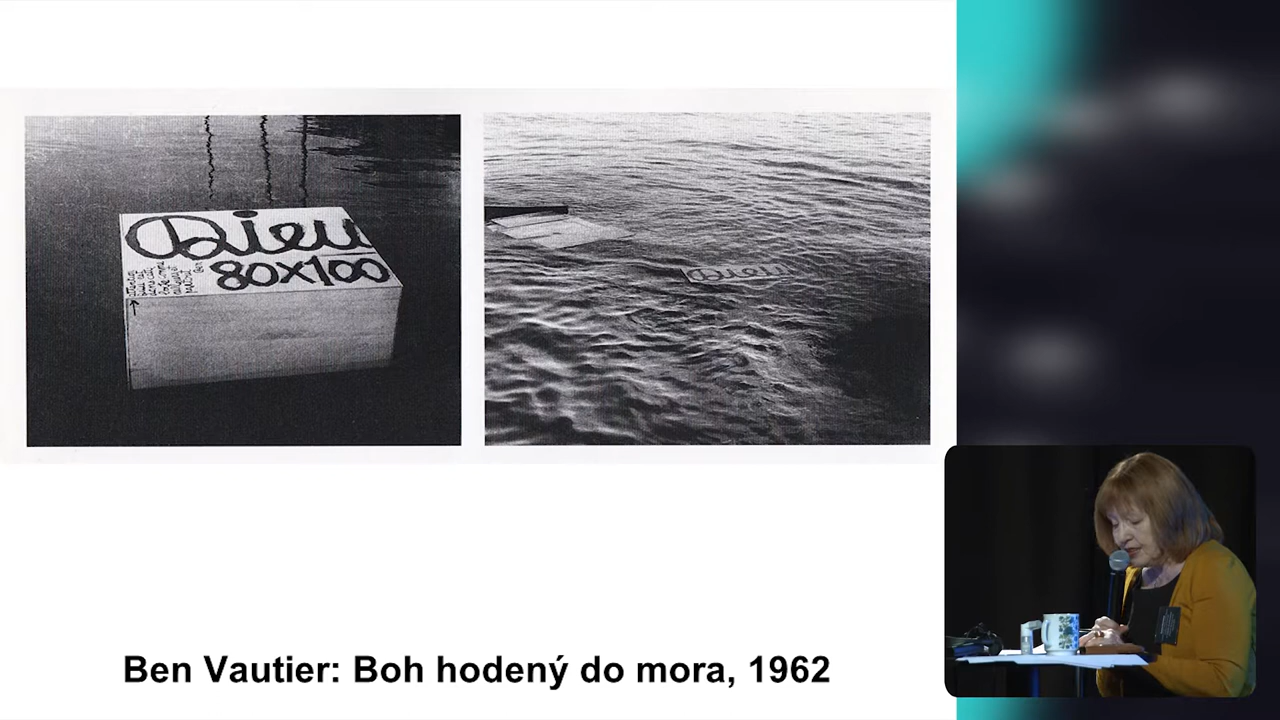 Dieu
80x100
Dieu
Ben Vautier: Boh hodený do mora, 1962